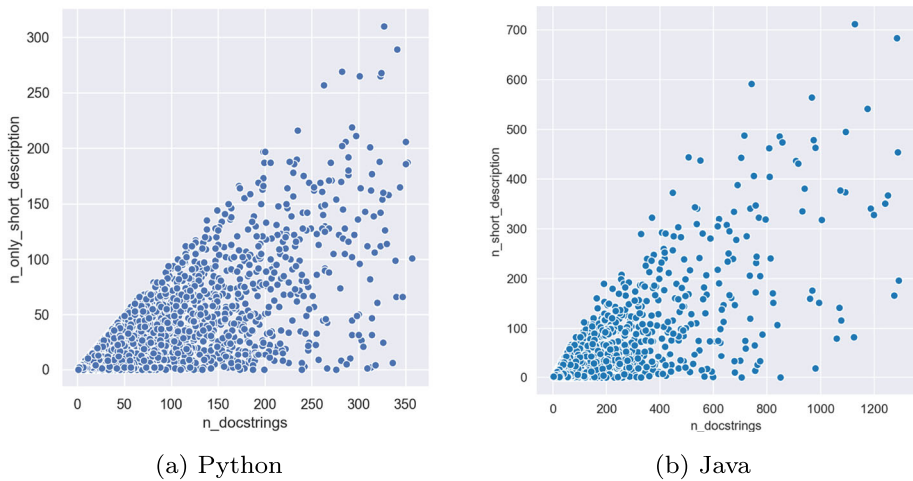 300
250
200
150
100
50
0
n_only_short_description
0 50 100 150 200 250 300 350
n_docstrings
(a) Python
700
600
500
400
300
200
100
0
n_short_description
0 200 400 600 800 1000 1200
n_docstrings
(b) Java